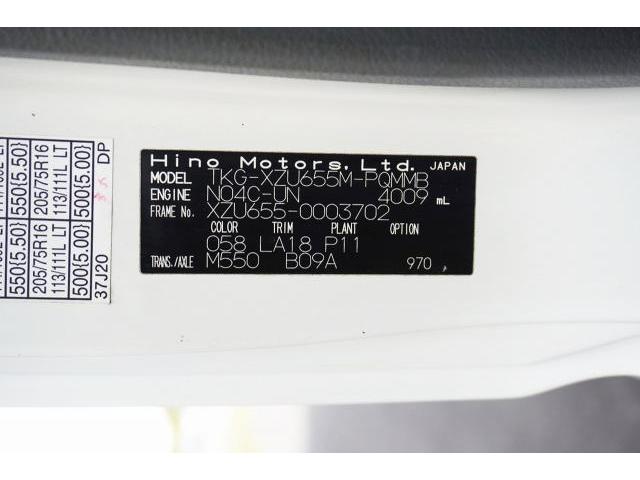 Hino Motors, Ltd. JAPAN
MODEL TKG-XZU655M-PQMMB
ENGINE N04C-UN 4009 mL
FRAME No. XZU655-0003702
COLOR TRIM PLANT OPTION
058 LA18 P11
TRANS./AXLE M550 B09A 970
550{5.50}
205/75R16
113/111L LT
500{5.00}
550{5.50}
205/75R16
113/111L LT
500{5.00}
37J20
DP